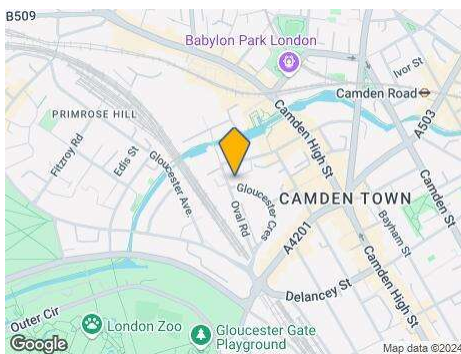 B509
Babylon Park London
Ivor St
Camden Road
A503
PRIMROSE HILL
Camden High St
Fitzroy Rd
Edis St
Gloucester Ave.
Gloucester Cres
Oval Rd
CAMDEN TOWN
Camden St
Bayham St
A4201
Delancey St
Camden High St
Outer Cir
London Zoo
Gloucester Gate
Playground
Google
Map data ©2024